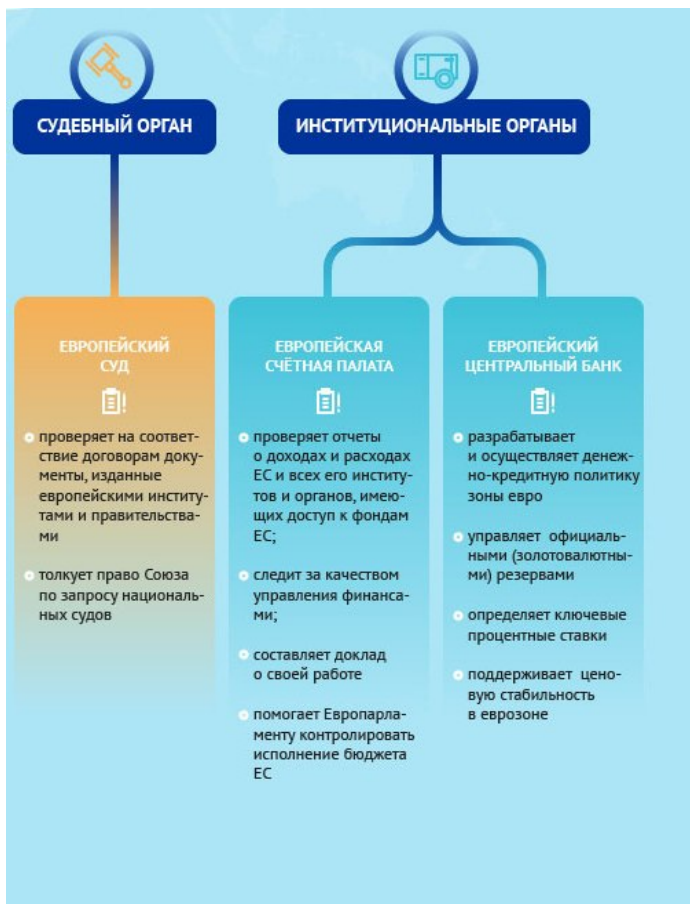 СУДЕБНЫЙ ОРГАН
ИНСТИТУЦИОНАЛЬНЫЕ ОРГАНЫ
ЕВРОПЕЙСКИЙ
СУД
проверяет на соответ-
ствие договорам доку-
менты, изданные
европейскими институ-
тами и правительства-
ми
толкует право Союза
по запросу националь-
ных судов
ЕВРОПЕЙСКАЯ
СЧЁТНАЯ ПАЛАТА
проверяет отчеты
о доходах и расходах
ЕС и всех его институ-
тов и органов, имею-
щих доступ к фондам
ЕС;
следит за качеством
управления финанса-
ми;
составляет доклад
о своей работе
помогает Европарла-
менту контролировать
исполнение бюджета
ЕС
ЕВРОПЕЙСКИЙ
ЦЕНТРАЛЬНЫЙ БАНК
разрабатывает
и осуществляет денеж-
но-кредитную политику
зоны евро
управляет официаль-
ными (золотовалютны-
ми) резервами
определяет ключевые
процентные ставки
поддерживает цено-
вую стабильность
в еврозоне